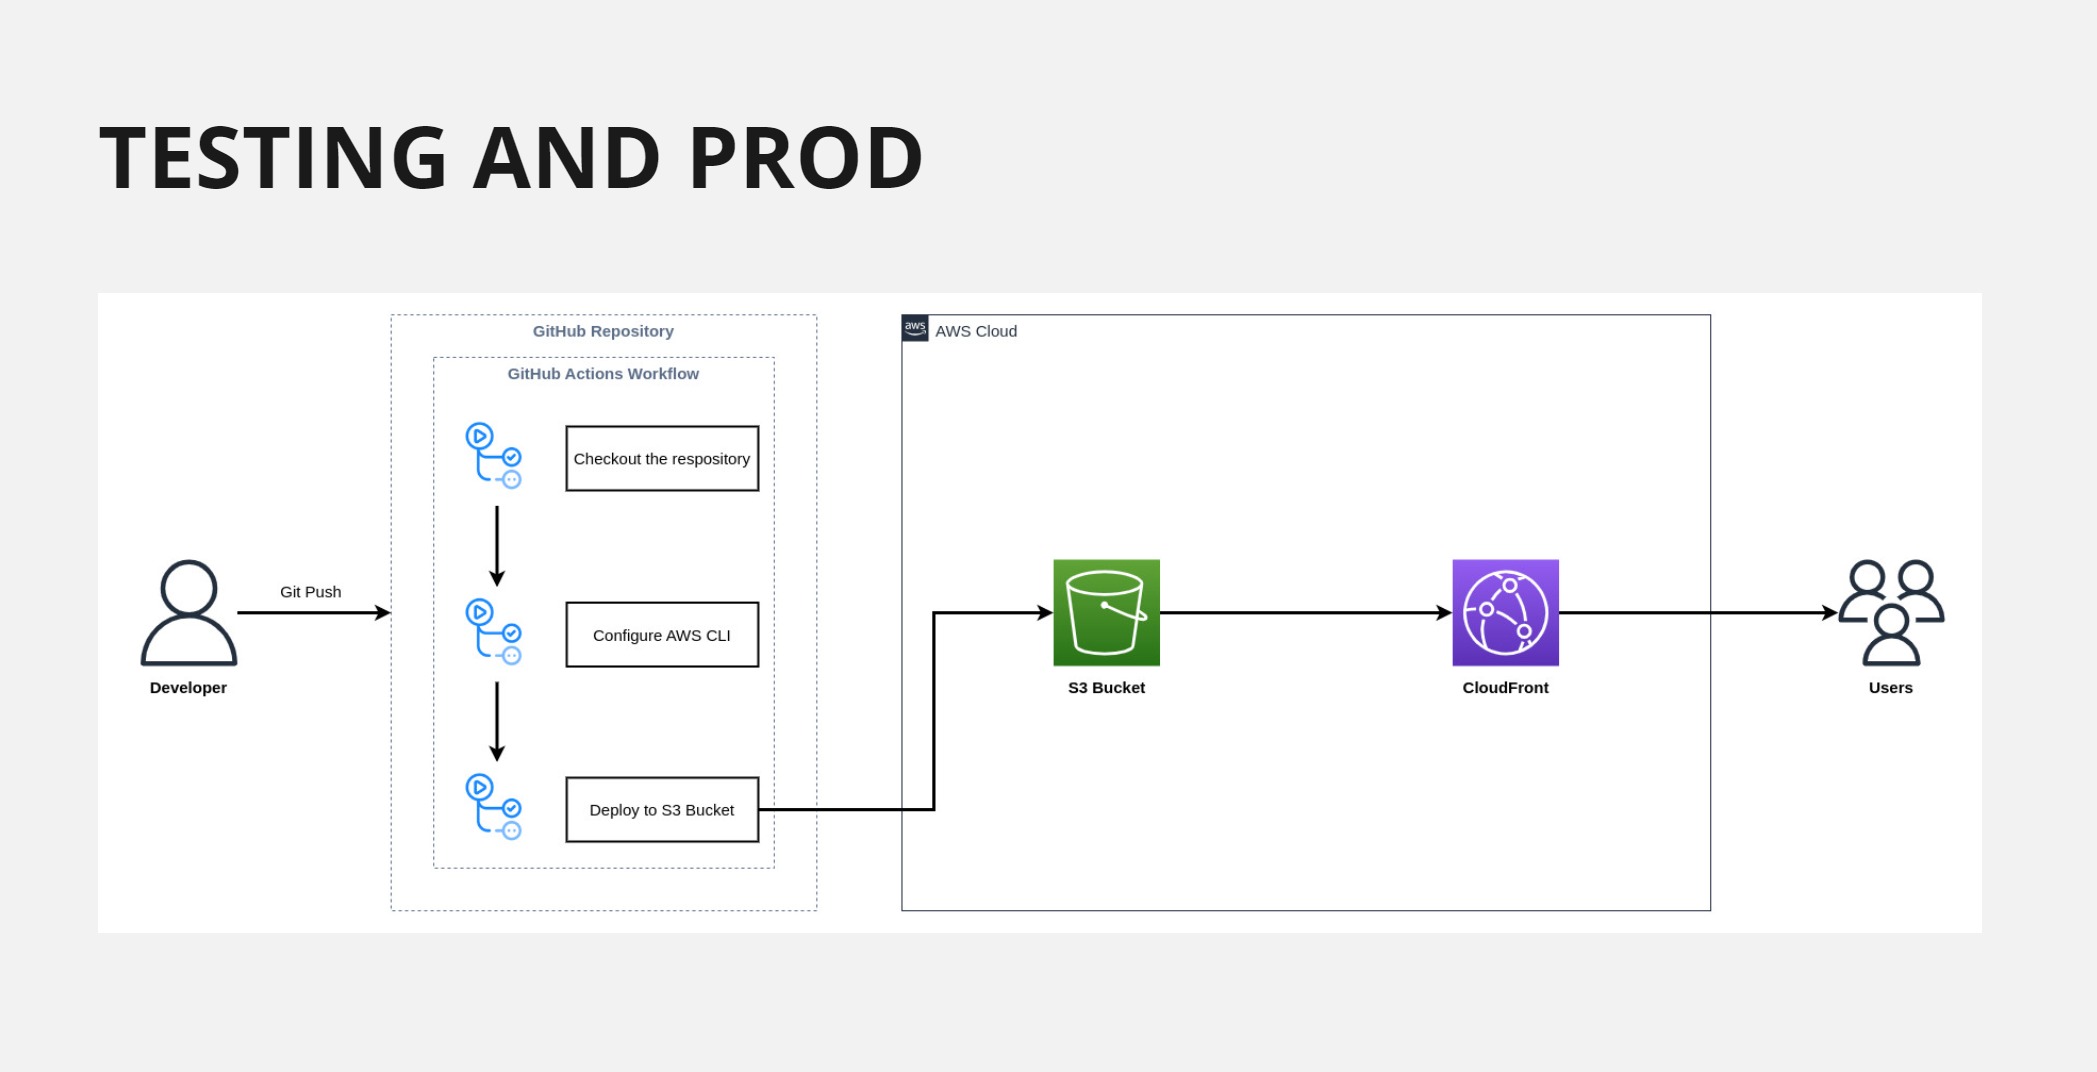 TESTING AND PROD
GitHub Repository
GitHub Actions Workflow
Checkout the respository
Configure AWS CLI
Deploy to S3 Bucket
Git Push
Developer
aws
AWS Cloud
S3 Bucket
CloudFront
Users